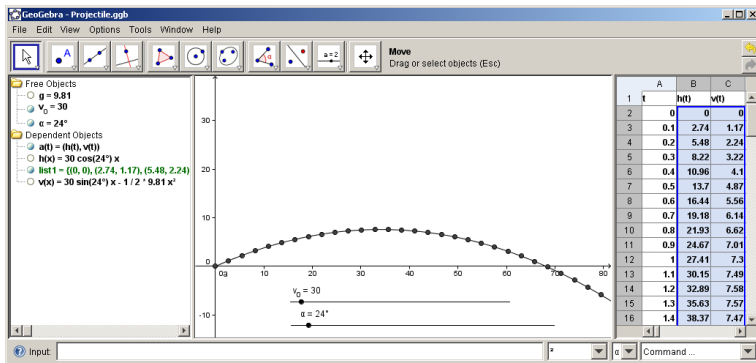 GeoGebra - Projectile.ggb
File Edit View Options Tools Window Help
A
α
a = 2
Move
Drag or select objects (Esc)
Free Objects
g = 9.81
v₀ = 30
α = 24°
Dependent Objects
a(t) = (h(t), v(t))
h(x) = 30 cos(24°) x
list1 = {(0, 0), (2.74, 1.17), (5.48, 2.24)
v(x) = 30 sin(24°) x - 1 / 2 * 9.81 x²
30
20
10
0
-10
0a 10 20 30 40 50 60 70 80
v₀ = 30
α = 24°
A B C
1 t h(t) v(t)
2 0 0 0
3 0.1 2.74 1.17
4 0.2 5.48 2.24
5 0.3 8.22 3.22
6 0.4 10.96 4.1
7 0.5 13.7 4.87
8 0.6 16.44 5.56
9 0.7 19.18 6.14
10 0.8 21.93 6.62
11 0.9 24.67 7.01
12 1 27.41 7.3
13 1.1 30.15 7.49
14 1.2 32.89 7.58
15 1.3 35.63 7.57
16 1.4 38.37 7.47
Input: ² α Command ...